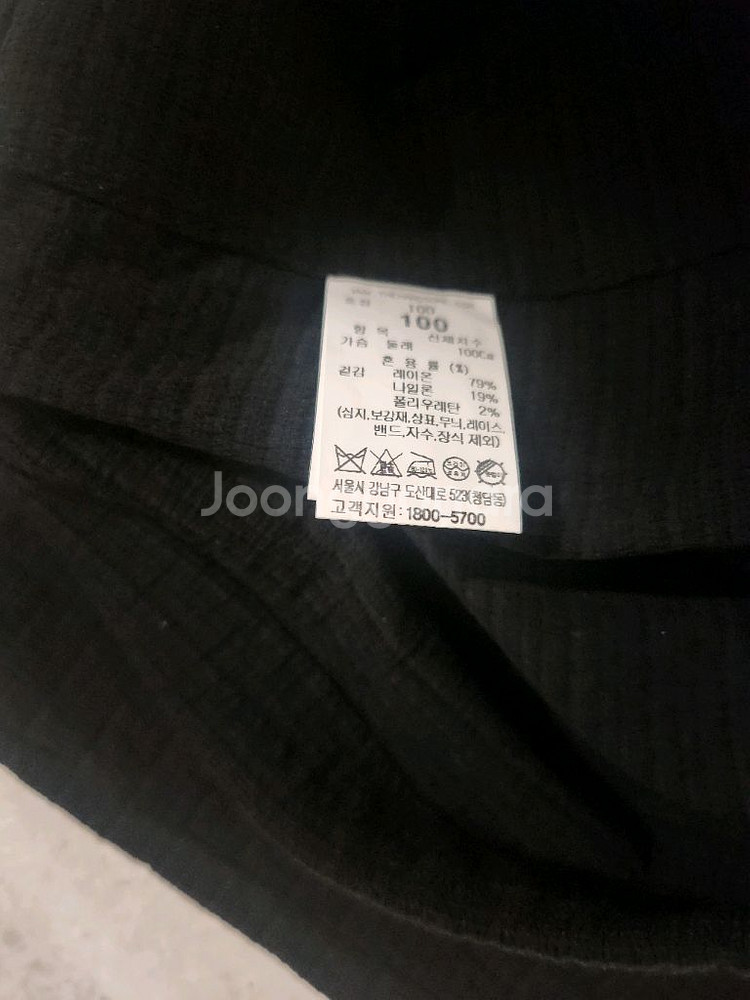 호칭 100
100
항 목 신체치수
가슴 둘레 100Cm
혼 용 률 (%)
겉감 레이온 79%
나일론 19%
폴리우레탄 2%
(심지,보강재,상표,무늬,레이스
밴드,자수,장식 제외)
서울시 강남구 도산대로 523(청담동)
고객지원:1800-5700